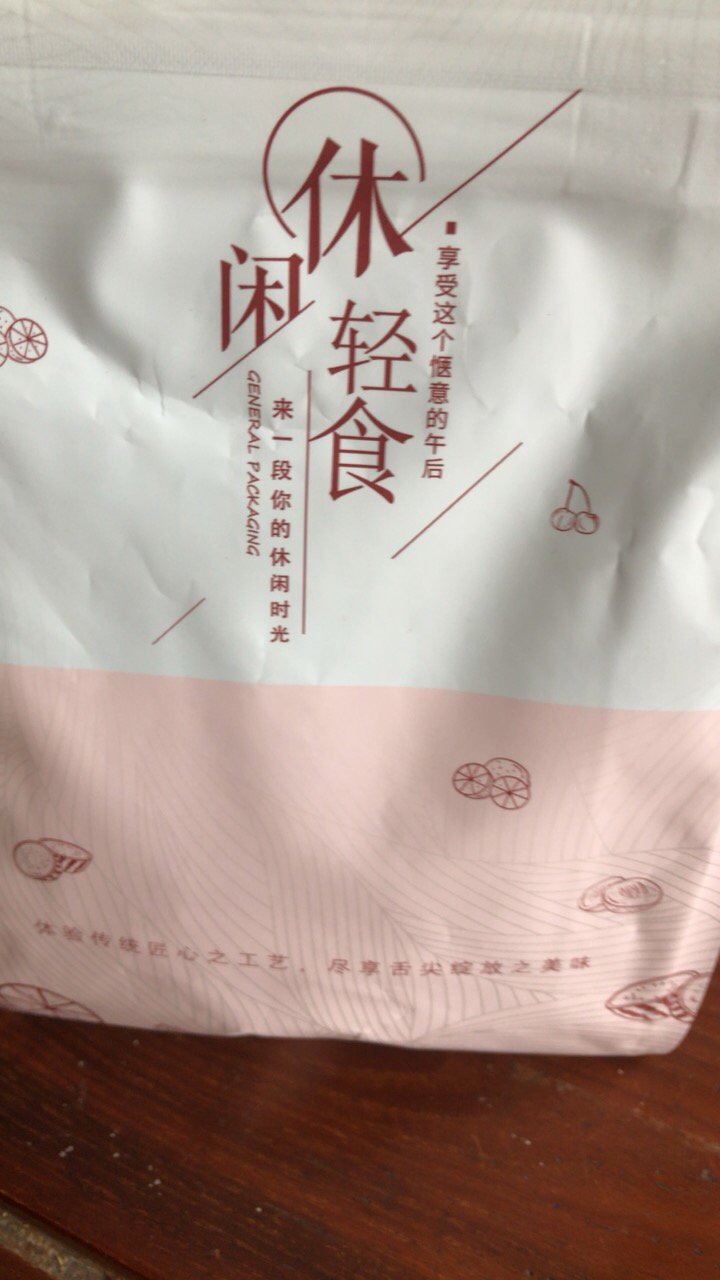 休闲
轻食
享受这个惬意的午后
来一段你的休闲时光
GENERAL PACKAGING
体验传统匠心之工艺，尽享舌尖绽放之美味